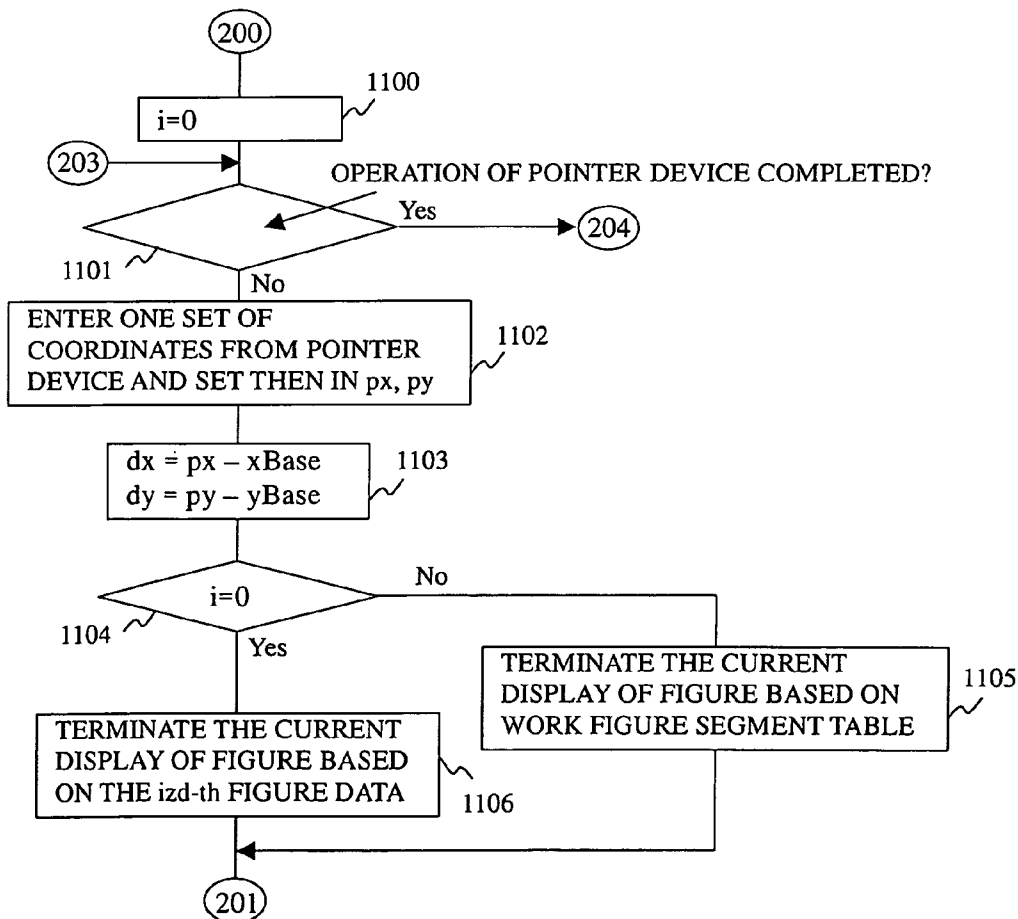 200
1100
i=0
203
OPERATION OF POINTER DEVICE COMPLETED?
Yes
204
1101
No
ENTER ONE SET OF
COORDINATES FROM POINTER
DEVICE AND SET THEN IN px, py
1102
dx = px – xBase
dy = py – yBase
1103
i=0
No
1104
Yes
TERMINATE THE CURRENT
DISPLAY OF FIGURE BASED ON
WORK FIGURE SEGMENT TABLE
1105
TERMINATE THE CURRENT
DISPLAY OF FIGURE BASED
ON THE izd-th FIGURE DATA
1106
201